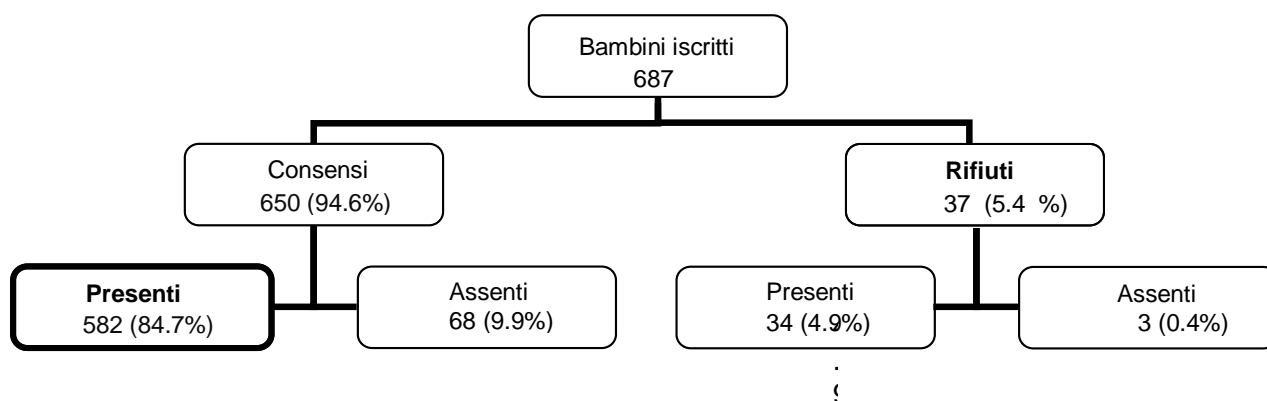 Bambini iscritti
687
Consensi
650 (94.6%)
Rifiuti
37 (5.4 %)
Presenti
582 (84.7%)
Assenti
68 (9.9%)
Presenti
34 (4.9%)
Assenti
3 (0.4%)